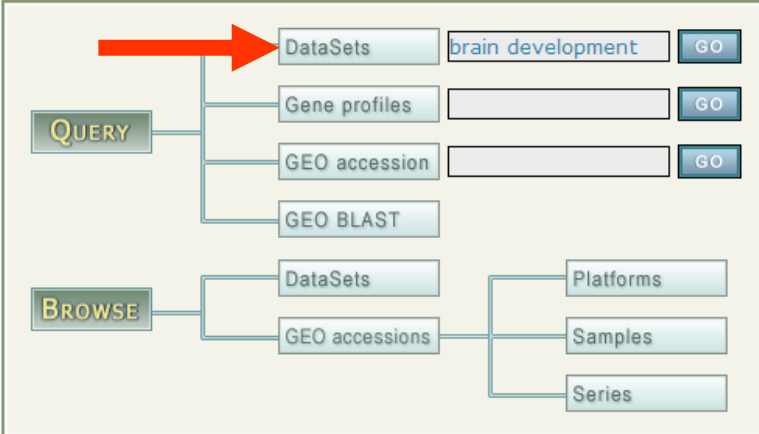 DataSets brain development GO
Gene profiles GO
QUERY
GEO accession GO
GEO BLAST
DataSets Platforms
BROWSE
GEO accessions Samples
Series